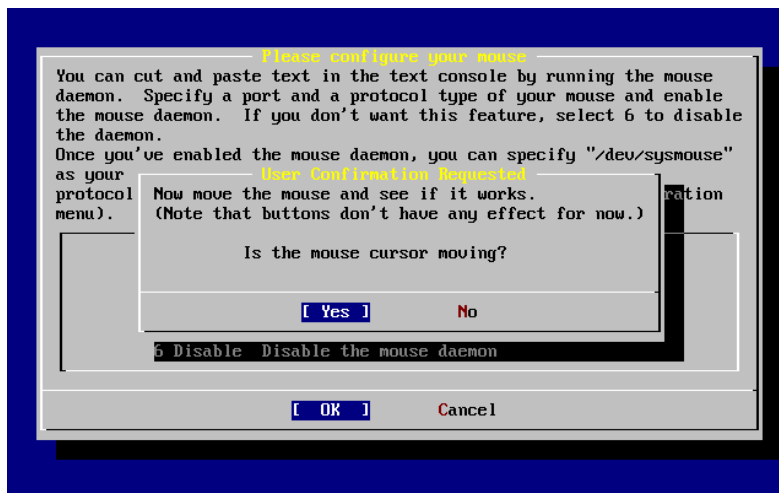 Please configure your mouse
You can cut and paste text in the text console by running the mouse
daemon.  Specify a port and a protocol type of your mouse and enable
the mouse daemon.  If you don't want this feature, select 6 to disable
the daemon.
Once you've enabled the mouse daemon, you can specify "/dev/sysmouse"
as your
User Confirmation Requested
protocol
ration
menu).
Now move the mouse and see if it works.
(Note that buttons don't have any effect for now.)
Is the mouse cursor moving?
[ Yes ]    No
6 Disable  Disable the mouse daemon
[  OK  ]    Cancel